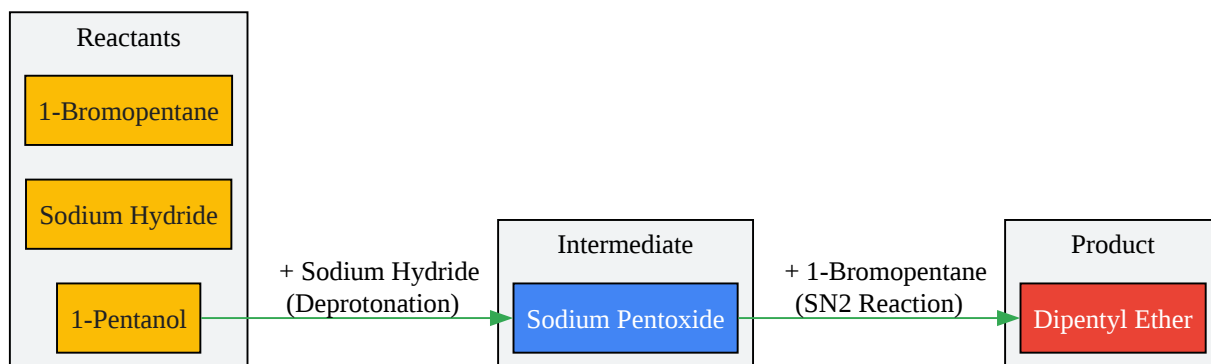 Reactants
1-Bromopentane
Sodium Hydride
1-Pentanol
+ Sodium Hydride
(Deprotonation)
Intermediate
Sodium Pentoxide
+ 1-Bromopentane
(SN2 Reaction)
Product
Dipentyl Ether